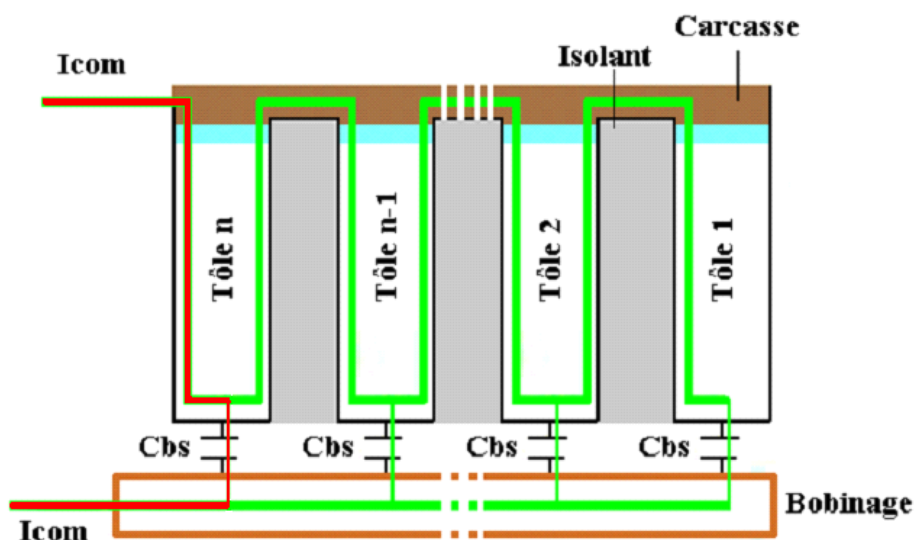 Carcasse
Icom
Isolant
Tôle n
Tôle n-1
Tôle 2
Tôle 1
Cbs
Cbs
Cbs
Cbs
Bobinage
Icom